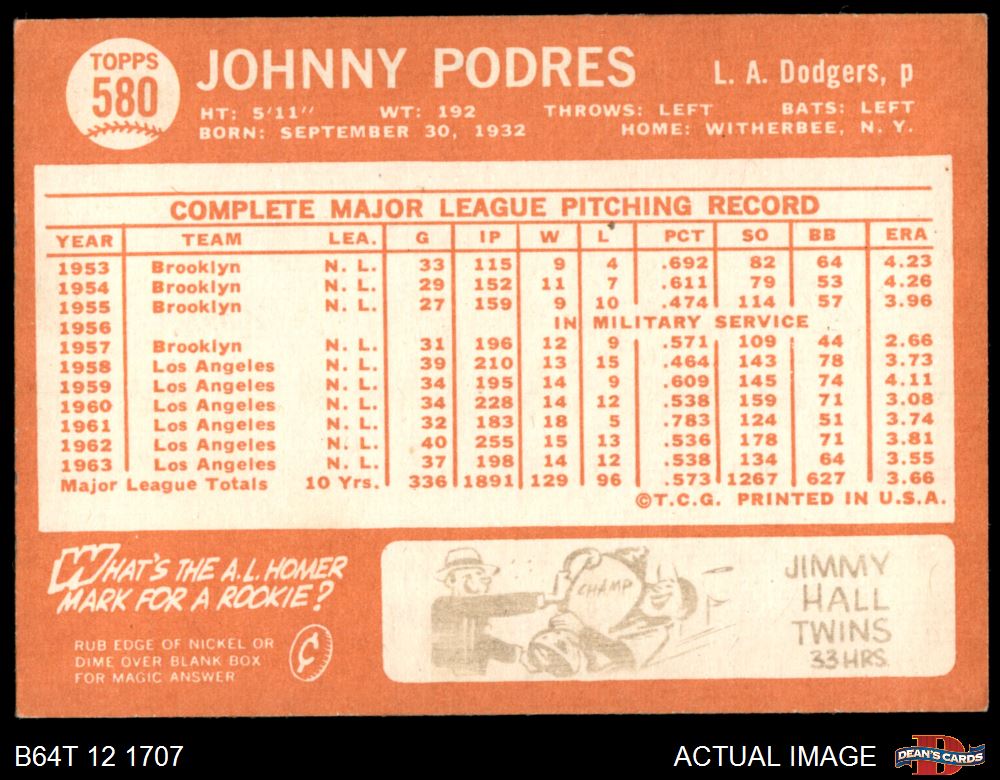 TOPPS
580
JOHNNY PODRES
L. A. Dodgers, p
HT: 5'11" WT: 192 THROWS: LEFT BATS: LEFT
BORN: SEPTEMBER 30, 1932 HOME: WITHERBEE, N. Y.
COMPLETE MAJOR LEAGUE PITCHING RECORD
YEAR TEAM LEA. G IP W L PCT SO BB ERA
1953 Brooklyn N. L. 33 115 9 4 .692 82 64 4.23
1954 Brooklyn N. L. 29 152 11 7 .611 79 53 4.26
1955 Brooklyn N. L. 27 159 9 10 .474 114 57 3.96
1956 IN MILITARY SERVICE
1957 Brooklyn N. L. 31 196 12 9 .571 109 44 2.66
1958 Los Angeles N. L. 39 210 13 15 .464 143 78 3.73
1959 Los Angeles N. L. 34 195 14 9 .609 145 74 4.11
1960 Los Angeles N. L. 34 228 14 12 .538 159 71 3.08
1961 Los Angeles N. L. 32 183 18 5 .783 124 51 3.74
1962 Los Angeles N. L. 40 255 15 13 .536 178 71 3.81
1963 Los Angeles N. L. 37 198 14 12 .538 134 64 3.55
Major League Totals 10 Yrs. 336 1891 129 96 .573 1267 627 3.66
©T.C.G. PRINTED IN U.S.A.
WHAT'S THE A.L. HOMER
MARK FOR A ROOKIE?
RUB EDGE OF NICKEL OR
DIME OVER BLANK BOX
FOR MAGIC ANSWER
¢
CHAMP
JIMMY
HALL
TWINS
33 HRS.
B64T 12 1707
ACTUAL IMAGE
DEAN'S CARDS